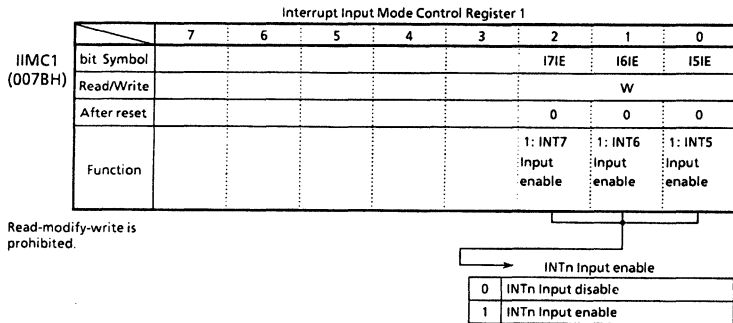 Interrupt Input Mode Control Register 1
7 6 5 4 3 2 1 0
IIMC1
(007BH)
bit Symbol I7IE I6IE I5IE
Read/Write W
After reset 0 0 0
Function
1: INT7 1: INT6 1: INT5
Input Input Input
enable enable enable
Read-modify-write is
prohibited.
INTn Input enable
0 INTn Input disable
1 INTn Input enable